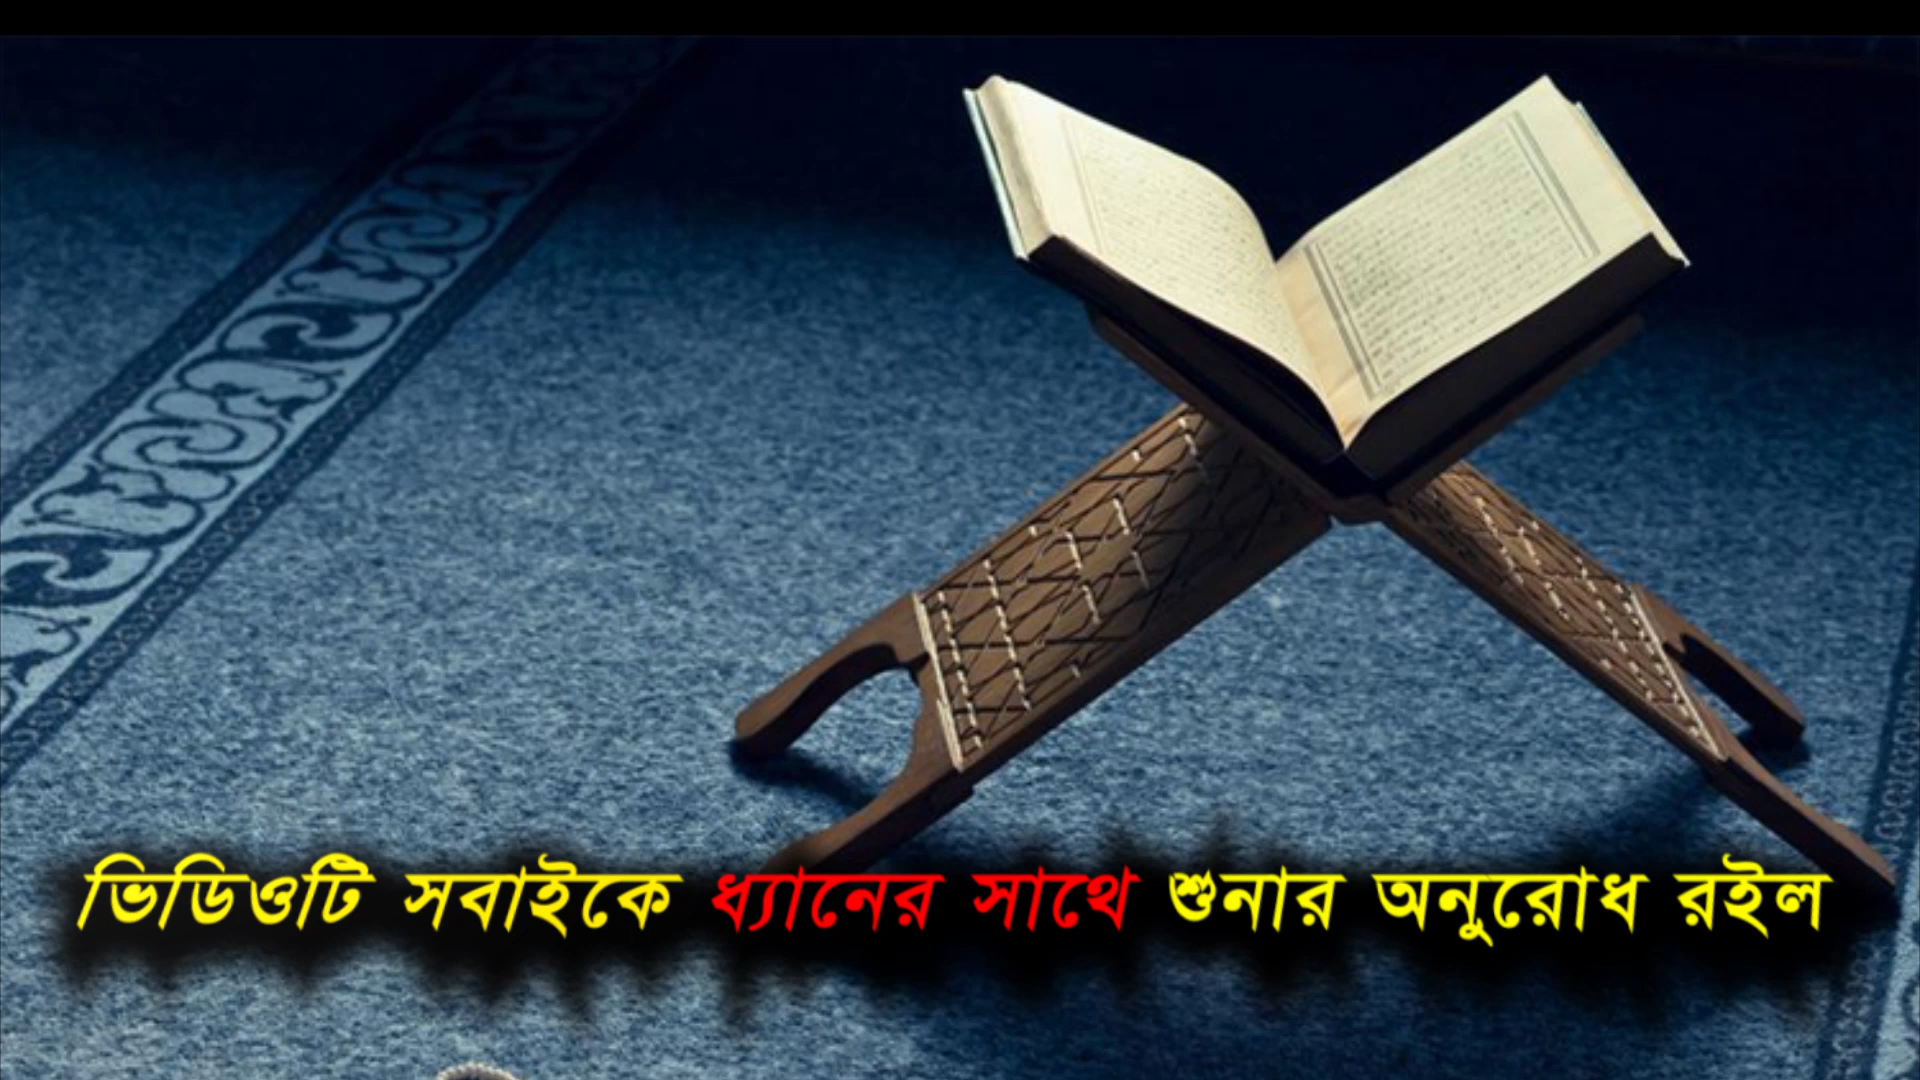 ভিডিওটি সবাইকে ধ্যানের সাথে শুনার অনুরোধ রইল